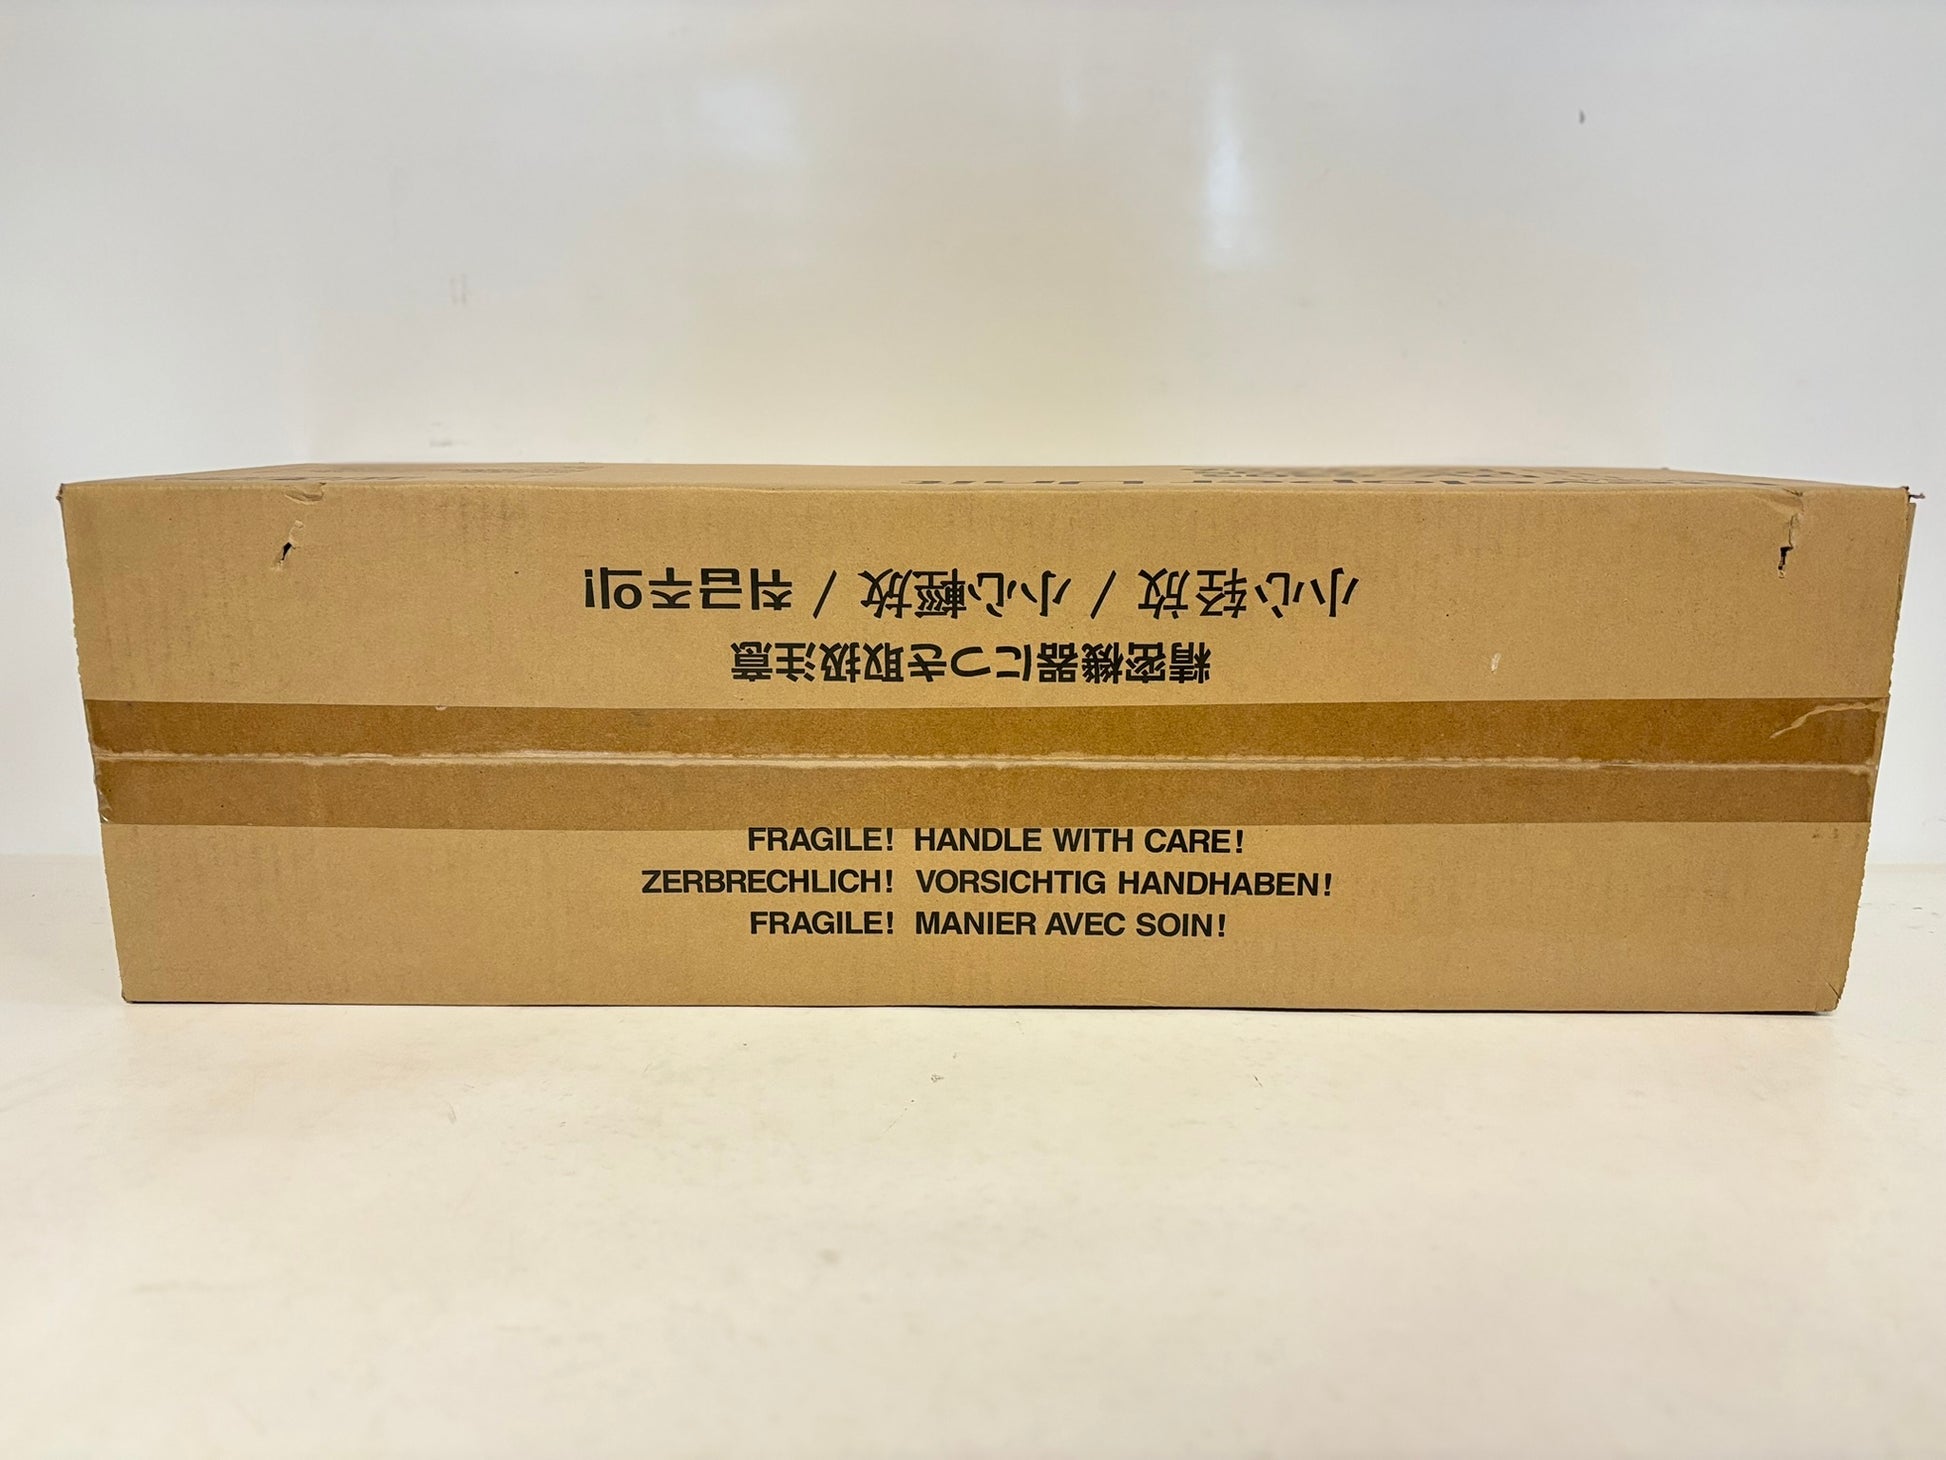 Unit
小心轻放 / 小心輕放 / 취급주의!
精密機器につき取扱注意
FRAGILE! HANDLE WITH CARE!
ZERBRECHLICH! VORSICHTIG HANDHABEN!
FRAGILE! MANIER AVEC SOIN!